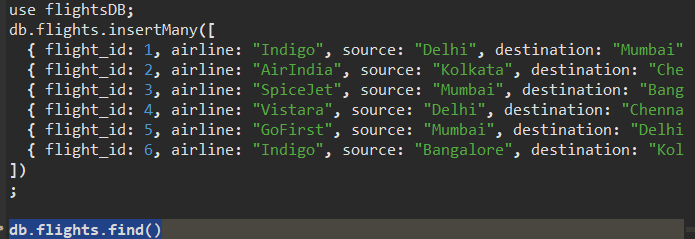 use flightsDB;
db.flights.insertMany([
{ flight_id: 1, airline: "Indigo", source: "Delhi", destination: "Mumbai"
{ flight_id: 2, airline: "AirIndia", source: "Kolkata", destination: "Che
{ flight_id: 3, airline: "SpiceJet", source: "Mumbai", destination: "Bang
{ flight_id: 4, airline: "Vistara", source: "Delhi", destination: "Chenna
{ flight_id: 5, airline: "GoFirst", source: "Mumbai", destination: "Delhi
{ flight_id: 6, airline: "Indigo", source: "Bangalore", destination: "Kol
])
;
db.flights.find()